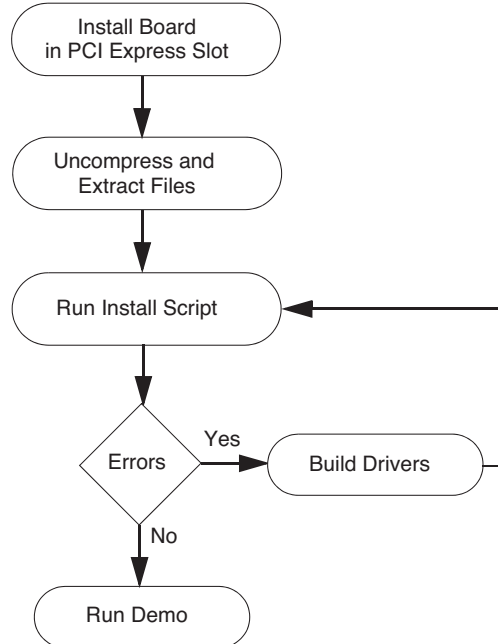 Install Board
in PCI Express Slot
Uncompress and
Extract Files
Run Install Script
Errors
Yes
Build Drivers
No
Run Demo